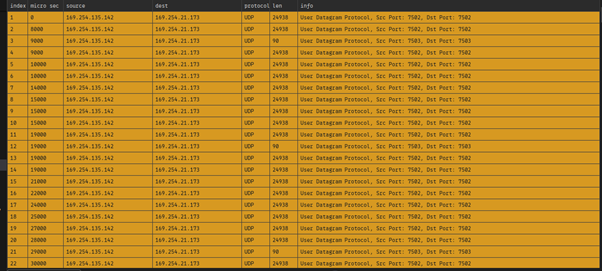 index micro sec source dest protocol len info
1 0 169.254.135.142 169.254.21.173 UDP 24938 User Datagram Protocol, Src Port: 7502, Dst Port: 7502
2 8000 169.254.135.142 169.254.21.173 UDP 24938 User Datagram Protocol, Src Port: 7502, Dst Port: 7502
3 9000 169.254.135.142 169.254.21.173 UDP 90 User Datagram Protocol, Src Port: 7503, Dst Port: 7503
4 9000 169.254.135.142 169.254.21.173 UDP 24938 User Datagram Protocol, Src Port: 7502, Dst Port: 7502
5 10000 169.254.135.142 169.254.21.173 UDP 24938 User Datagram Protocol, Src Port: 7502, Dst Port: 7502
6 10000 169.254.135.142 169.254.21.173 UDP 24938 User Datagram Protocol, Src Port: 7502, Dst Port: 7502
7 14000 169.254.135.142 169.254.21.173 UDP 24938 User Datagram Protocol, Src Port: 7502, Dst Port: 7502
8 15000 169.254.135.142 169.254.21.173 UDP 24938 User Datagram Protocol, Src Port: 7502, Dst Port: 7502
9 15000 169.254.135.142 169.254.21.173 UDP 24938 User Datagram Protocol, Src Port: 7502, Dst Port: 7502
10 15000 169.254.135.142 169.254.21.173 UDP 24938 User Datagram Protocol, Src Port: 7502, Dst Port: 7502
11 19000 169.254.135.142 169.254.21.173 UDP 24938 User Datagram Protocol, Src Port: 7502, Dst Port: 7502
12 19000 169.254.135.142 169.254.21.173 UDP 90 User Datagram Protocol, Src Port: 7503, Dst Port: 7503
13 19000 169.254.135.142 169.254.21.173 UDP 24938 User Datagram Protocol, Src Port: 7502, Dst Port: 7502
14 19000 169.254.135.142 169.254.21.173 UDP 24938 User Datagram Protocol, Src Port: 7502, Dst Port: 7502
15 21000 169.254.135.142 169.254.21.173 UDP 24938 User Datagram Protocol, Src Port: 7502, Dst Port: 7502
16 22000 169.254.135.142 169.254.21.173 UDP 24938 User Datagram Protocol, Src Port: 7502, Dst Port: 7502
17 24000 169.254.135.142 169.254.21.173 UDP 24938 User Datagram Protocol, Src Port: 7502, Dst Port: 7502
18 25000 169.254.135.142 169.254.21.173 UDP 24938 User Datagram Protocol, Src Port: 7502, Dst Port: 7502
19 27000 169.254.135.142 169.254.21.173 UDP 24938 User Datagram Protocol, Src Port: 7502, Dst Port: 7502
20 28000 169.254.135.142 169.254.21.173 UDP 24938 User Datagram Protocol, Src Port: 7502, Dst Port: 7502
21 29000 169.254.135.142 169.254.21.173 UDP 90 User Datagram Protocol, Src Port: 7503, Dst Port: 7503
22 30000 169.254.135.142 169.254.21.173 UDP 24938 User Datagram Protocol, Src Port: 7502, Dst Port: 7502